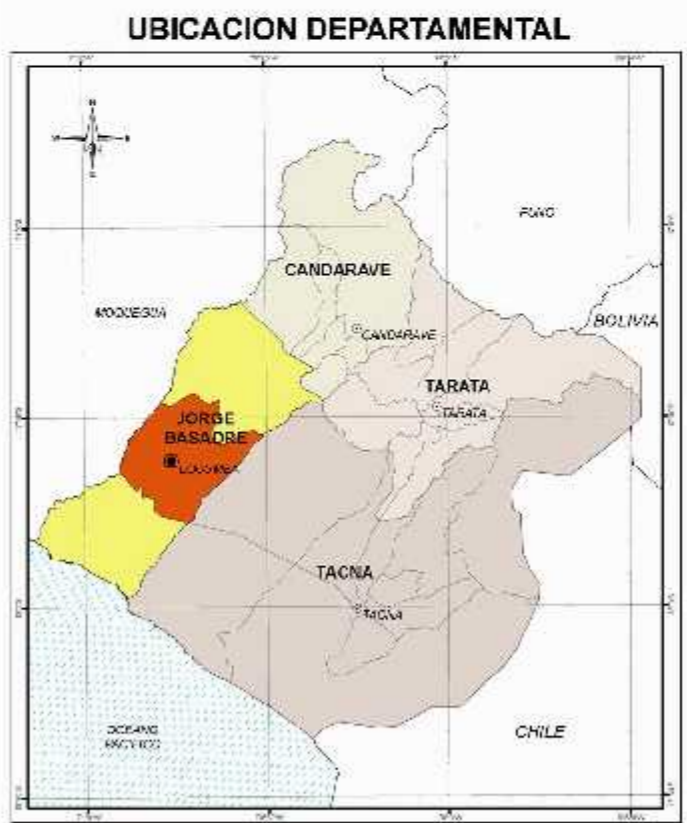 UBICACION DEPARTAMENTAL
N
PUNO
CANDARAVE
MOQUEGUA
BOLIVIA
CANDARAVE
TARATA
TARATA
JORGE
BASADRE
TACNA
TACNA
OCEANO
PACIFICO
CHILE